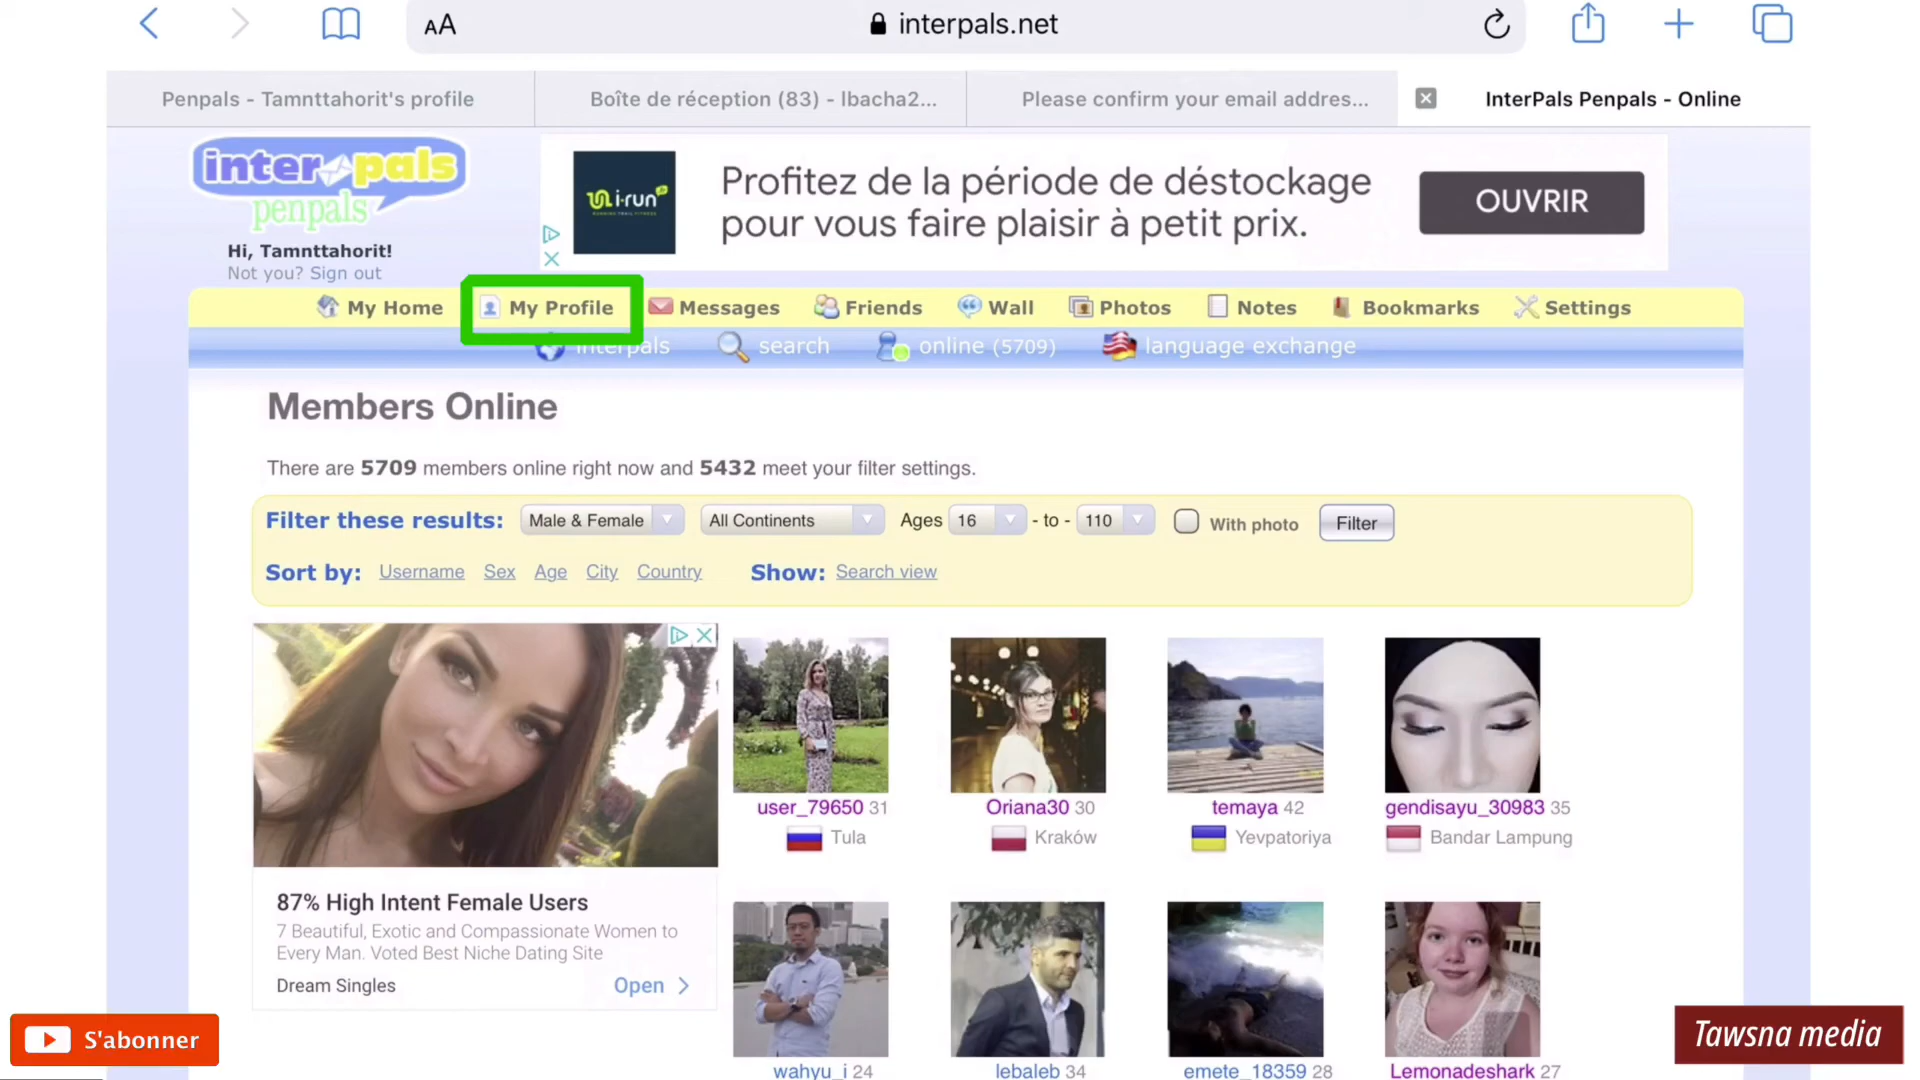 AA
interpals.net
Penpals - Tamnttahorit's profile
Boîte de réception (83) - lbacha2...
Please confirm your email addres...
InterPals Penpals - Online
inter pals
penpals
Hi, Tamnttahorit!
Not you? Sign out
i-run
Profitez de la période de déstockage
pour vous faire plaisir à petit prix.
OUVRIR
My Home
My Profile
Messages
Friends
Wall
Photos
Notes
Bookmarks
Settings
interpals
search
online (5709)
language exchange
Members Online
There are 5709 members online right now and 5432 meet your filter settings.
Filter these results: Male & Female All Continents Ages 16 - to - 110 With photo Filter
Sort by: Username Sex Age City Country Show: Search view
user_79650 31
Tula
Oriana30 30
Kraków
temaya 42
Yevpatoriya
gendisayu_30983 35
Bandar Lampung
87% High Intent Female Users
7 Beautiful, Exotic and Compassionate Women to
Every Man. Voted Best Niche Dating Site
Dream Singles
Open
wahyu_i 24
lebaleb 34
emete_18359 28
Lemonadeshark 27
S'abonner
Tawsna media